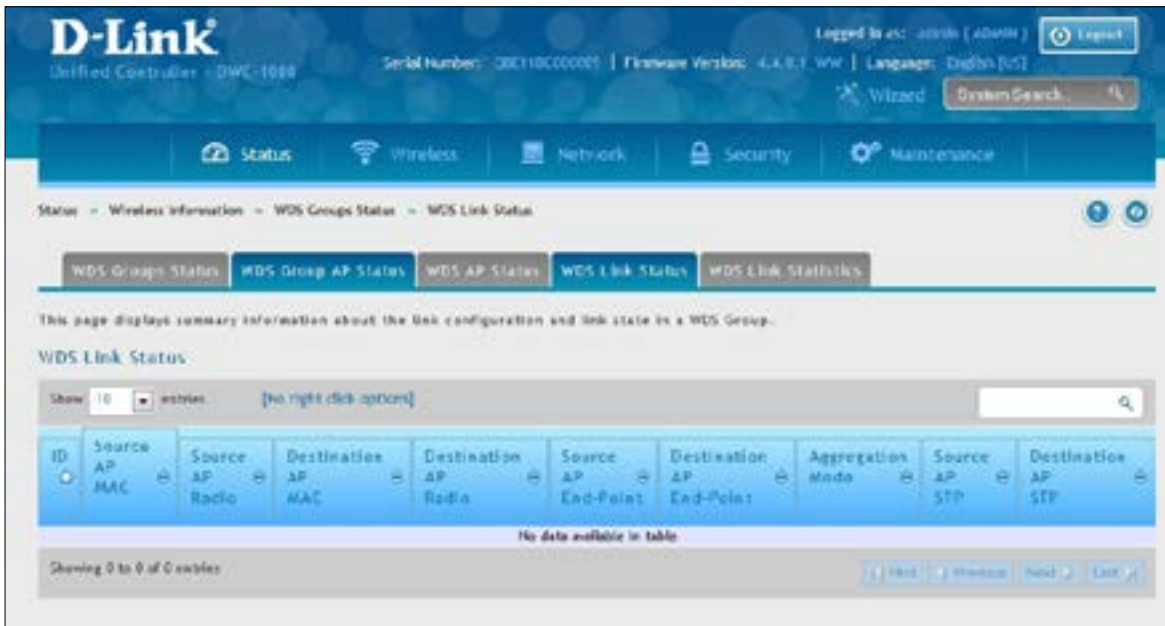 D-Link
Unified Controller - DWC-1000
Logged in as: admin ( ADMIN )
Logout
Serial Number: | Firmware Version: WW | Language: English [US]
Wizard
System Search..
Status
Wireless
Network
Security
Maintenance
Status » Wireless Information » WDS Groups Status » WDS Link Status
WDS Groups Status
WDS Group AP Status
WDS AP Status
WDS Link Status
WDS Link Statistics
This page displays summary information about the link configuration and link state in a WDS Group.
WDS Link Status
Show 10 entries
[No right click options]
ID
Source AP MAC
Source AP Radio
Destination AP MAC
Destination AP Radio
Source AP End-Point
Destination AP End-Point
Aggregation Mode
Source AP STP
Destination AP STP
No data available in table
Showing 0 to 0 of 0 entries
First
Previous
Next
Last